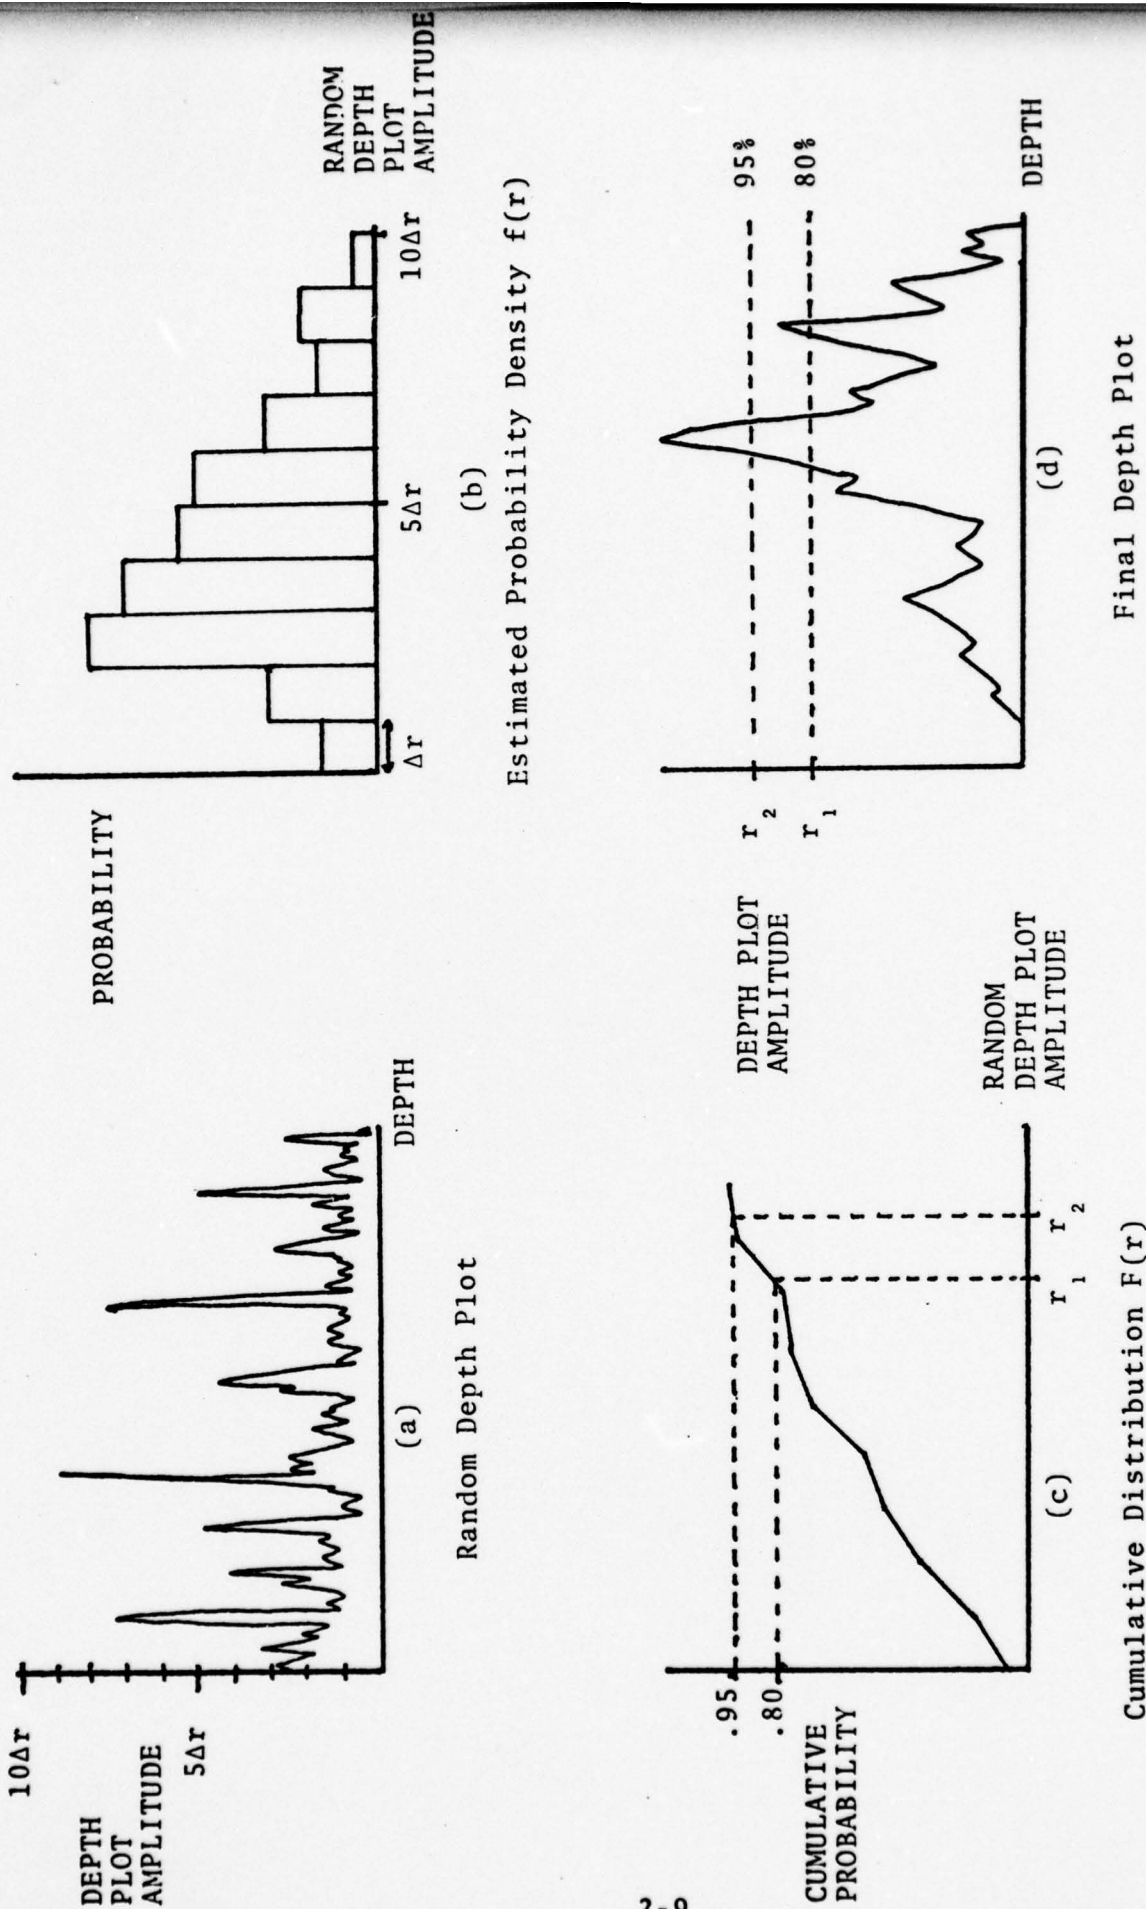 10Δr
DEPTH
PLOT
AMPLITUDE
5Δr
DEPTH
(a)
Random Depth Plot
PROBABILITY
Δr
5Δr
10Δr
RANDOM
DEPTH
PLOT
AMPLITUDE
(b)
Estimated Probability Density f(r)
.95
.80
CUMULATIVE
PROBABILITY
r1
r2
RANDOM
DEPTH PLOT
AMPLITUDE
(c)
Cumulative Distribution F(r)
DEPTH PLOT
AMPLITUDE
r2
r1
95%
80%
DEPTH
(d)
Final Depth Plot